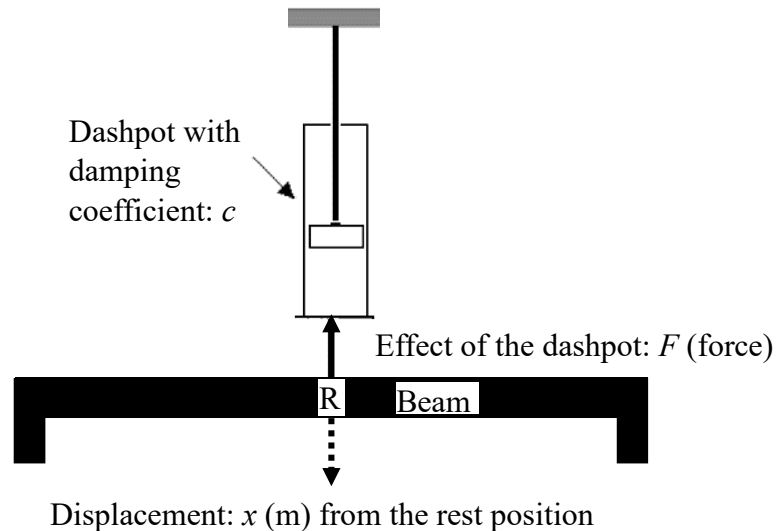 Dashpot with
damping
coefficient: c
Effect of the dashpot: F (force)
R
Beam
Displacement: x (m) from the rest position